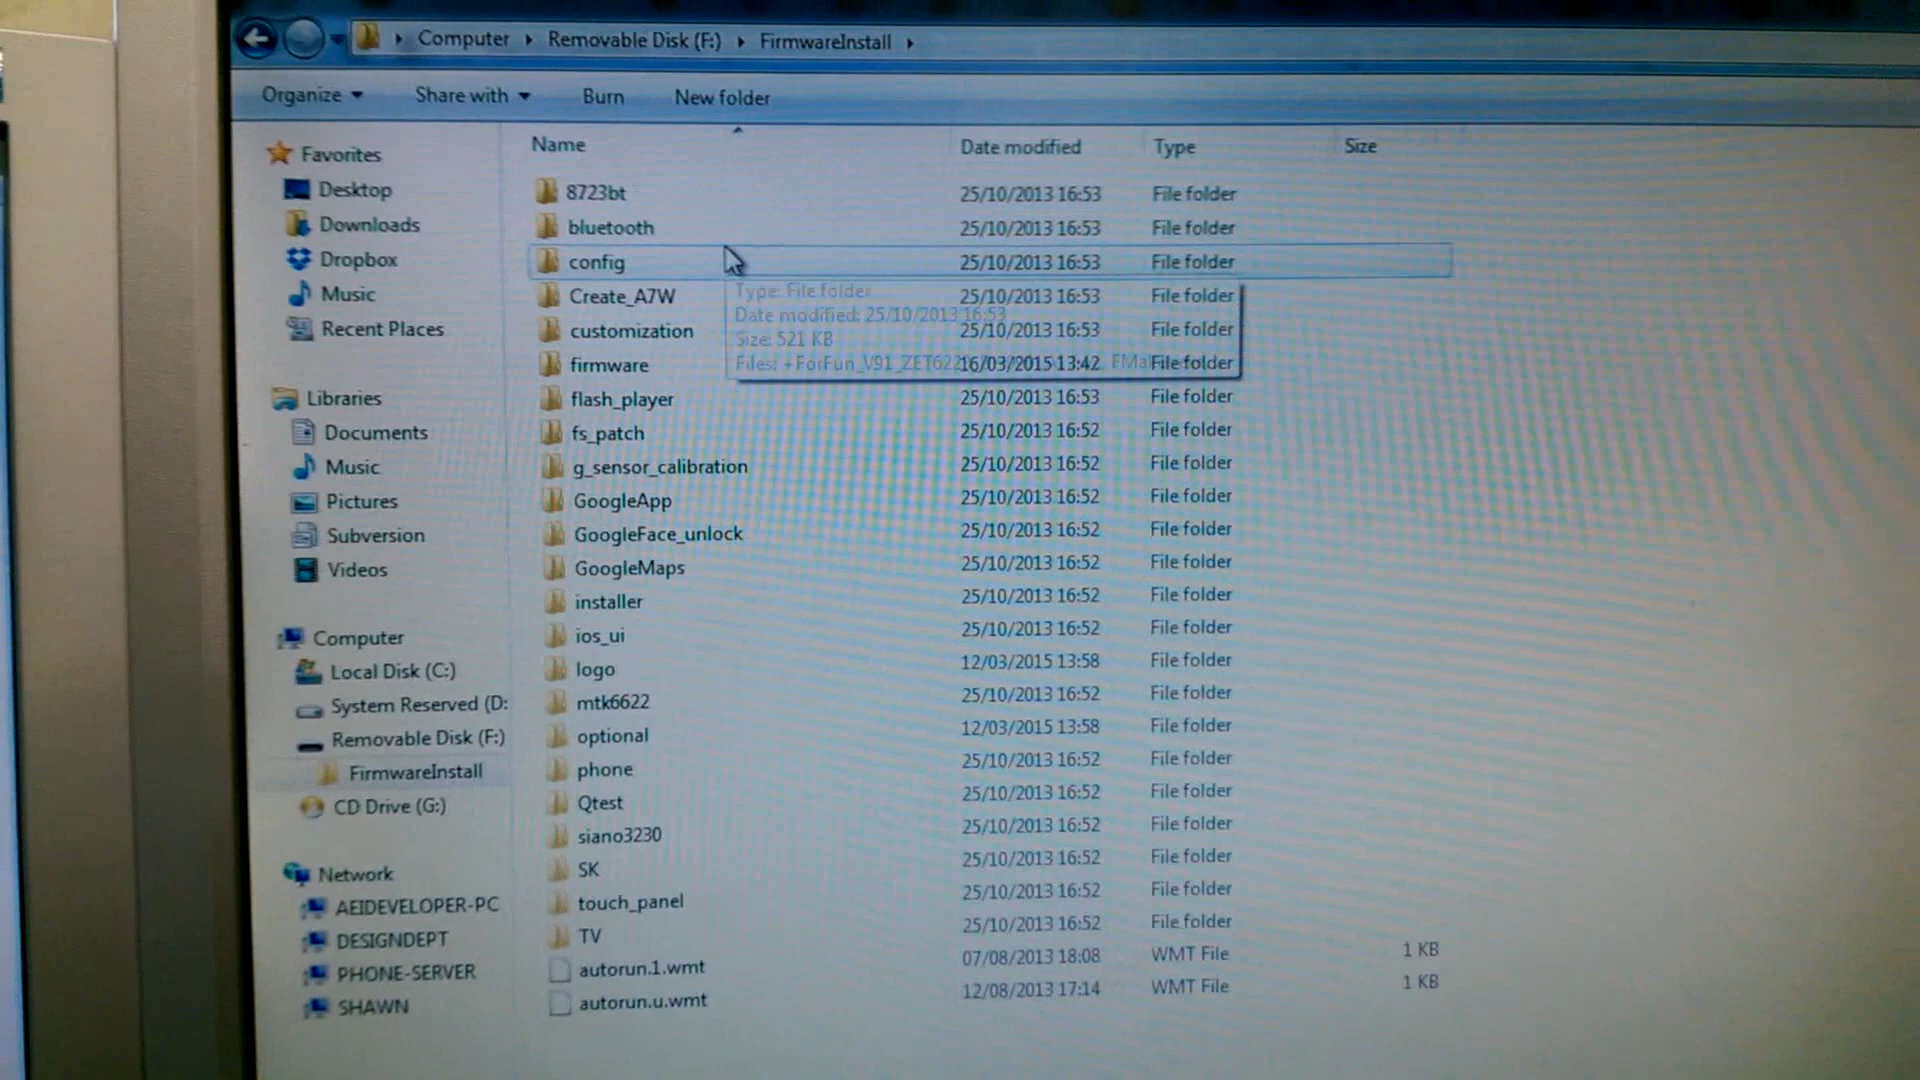 Computer Removable Disk (F:) FirmwareInstall
Organize Share with Burn New folder
Name Date modified Type Size
Favorites
Desktop
Downloads
Dropbox
Music
Recent Places
Libraries
Documents
Music
Pictures
Subversion
Videos
Computer
Local Disk (C:)
System Reserved (D:
Removable Disk (F:)
FirmwareInstall
CD Drive (G:)
Network
AEIDEVELOPER-PC
DESIGNDEPT
PHONE-SERVER
SHAWN
8723bt 25/10/2013 16:53 File folder
bluetooth 25/10/2013 16:53 File folder
config 25/10/2013 16:53 File folder
Create_A7W 25/10/2013 16:53 File folder
customization 25/10/2013 16:53 File folder
firmware 16/03/2015 13:42 File folder
flash_player 25/10/2013 16:53 File folder
fs_patch 25/10/2013 16:52 File folder
g_sensor_calibration 25/10/2013 16:52 File folder
GoogleApp 25/10/2013 16:52 File folder
GoogleFace_unlock 25/10/2013 16:52 File folder
GoogleMaps 25/10/2013 16:52 File folder
installer 25/10/2013 16:52 File folder
ios_ui 25/10/2013 16:52 File folder
logo 12/03/2015 13:58 File folder
mtk6622 25/10/2013 16:52 File folder
optional 12/03/2015 13:58 File folder
phone 25/10/2013 16:52 File folder
Qtest 25/10/2013 16:52 File folder
siano3230 25/10/2013 16:52 File folder
SK 25/10/2013 16:52 File folder
touch_panel 25/10/2013 16:52 File folder
TV 25/10/2013 16:52 File folder
autorun.1.wmt 07/08/2013 18:08 WMT File 1 KB
autorun.u.wmt 12/08/2013 17:14 WMT File 1 KB
Type: File folder
Date modified: 25/10/2013 16:53
Size: 521 KB
Files: